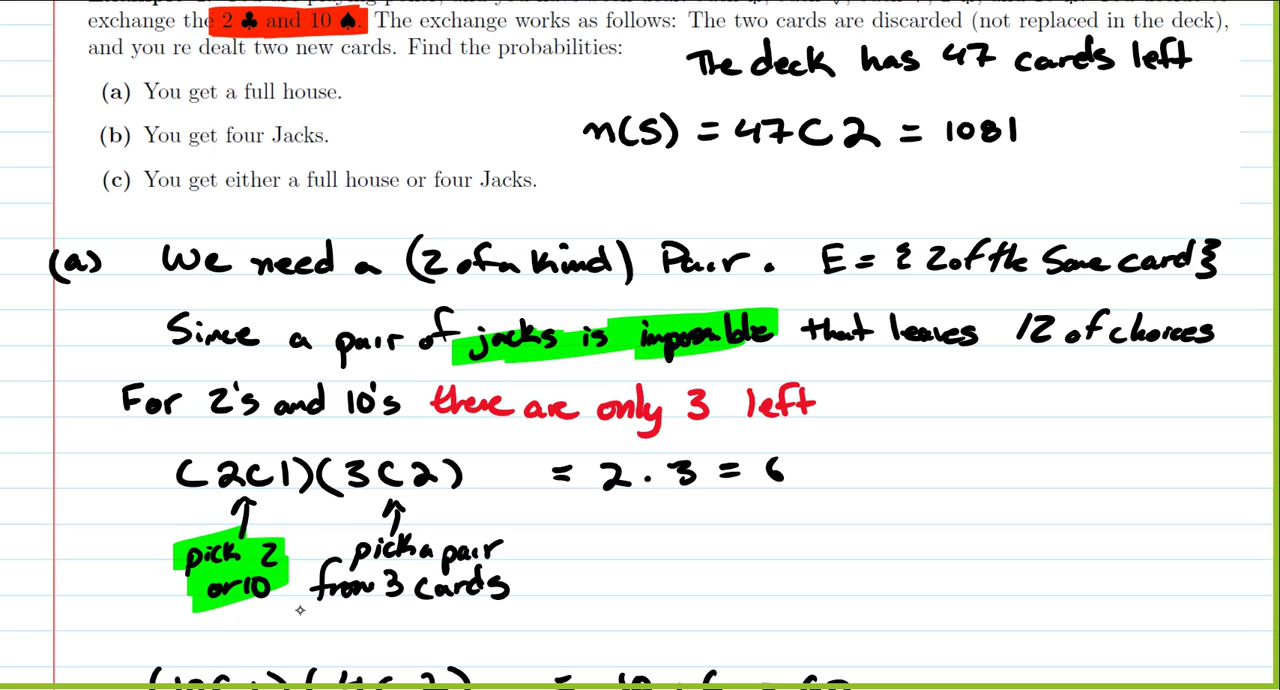 exchange the 2 ♣ and 10 ♠. The exchange works as follows: The two cards are discarded (not replaced in the deck),
and you re dealt two new cards. Find the probabilities:
The deck has 47 cards left
(a) You get a full house.
(b) You get four Jacks.
n(S) = 47C2 = 1081
(c) You get either a full house or four Jacks.
(a) We need a (2 of a kind) Pair. E = { 2 of the Same card}
Since a pair of jacks is impossible that leaves 12 of choices
For 2's and 10's there are only 3 left
(2C1)(3C2) = 2 · 3 = 6
pick 2 or 10
pick a pair from 3 cards